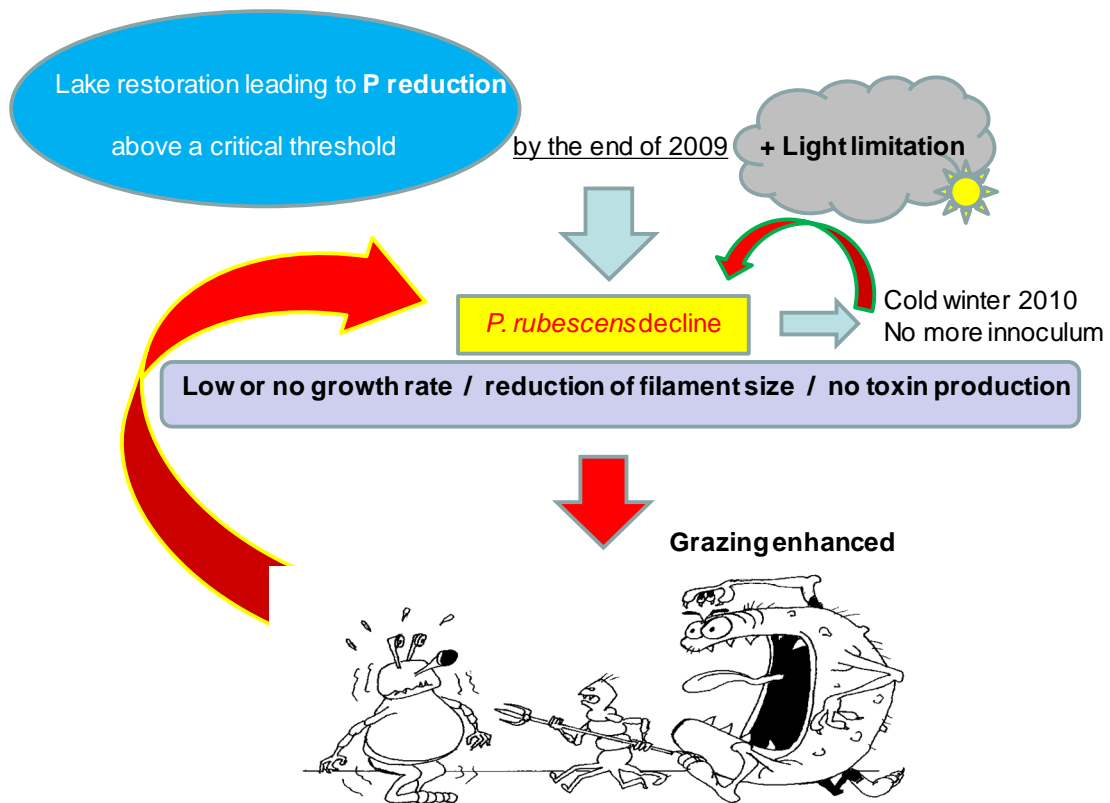 Lake restoration leading to P reduction
above a critical threshold
by the end of 2009
+ Light limitation
P. rubescens decline
Cold winter 2010
No more innoculum
Low or no growth rate / reduction of filament size / no toxin production
Grazing enhanced